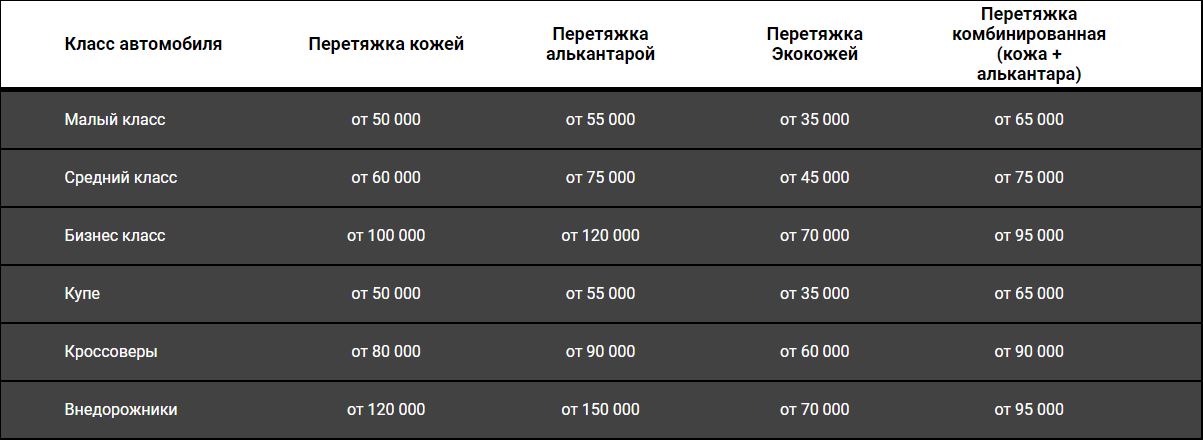 Класс автомобиля Перетяжка кожей Перетяжка алькантарой Перетяжка Экокожей Перетяжка комбинированная (кожа + алькантара)
Малый класс от 50 000 от 55 000 от 35 000 от 65 000
Средний класс от 60 000 от 75 000 от 45 000 от 75 000
Бизнес класс от 100 000 от 120 000 от 70 000 от 95 000
Купе от 50 000 от 55 000 от 35 000 от 65 000
Кроссоверы от 80 000 от 90 000 от 60 000 от 90 000
Внедорожники от 120 000 от 150 000 от 70 000 от 95 000